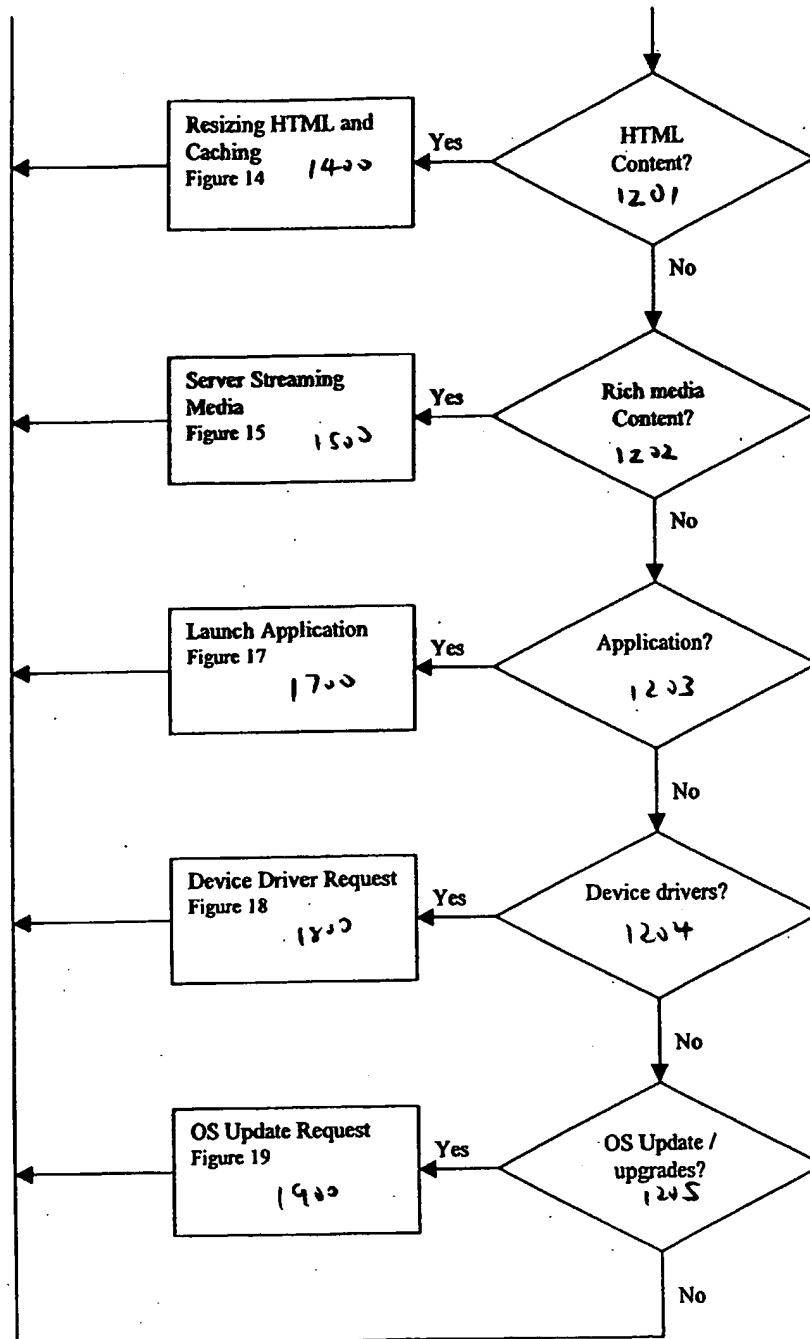 HTML
Content?
1201
Yes
Resizing HTML and
Caching
Figure 14 1400
No
Rich media
Content?
1202
Yes
Server Streaming
Media
Figure 15 1500
No
Application?
1203
Yes
Launch Application
Figure 17
1700
No
Device drivers?
1204
Yes
Device Driver Request
Figure 18
1800
No
OS Update /
upgrades?
1205
Yes
OS Update Request
Figure 19
1900
No